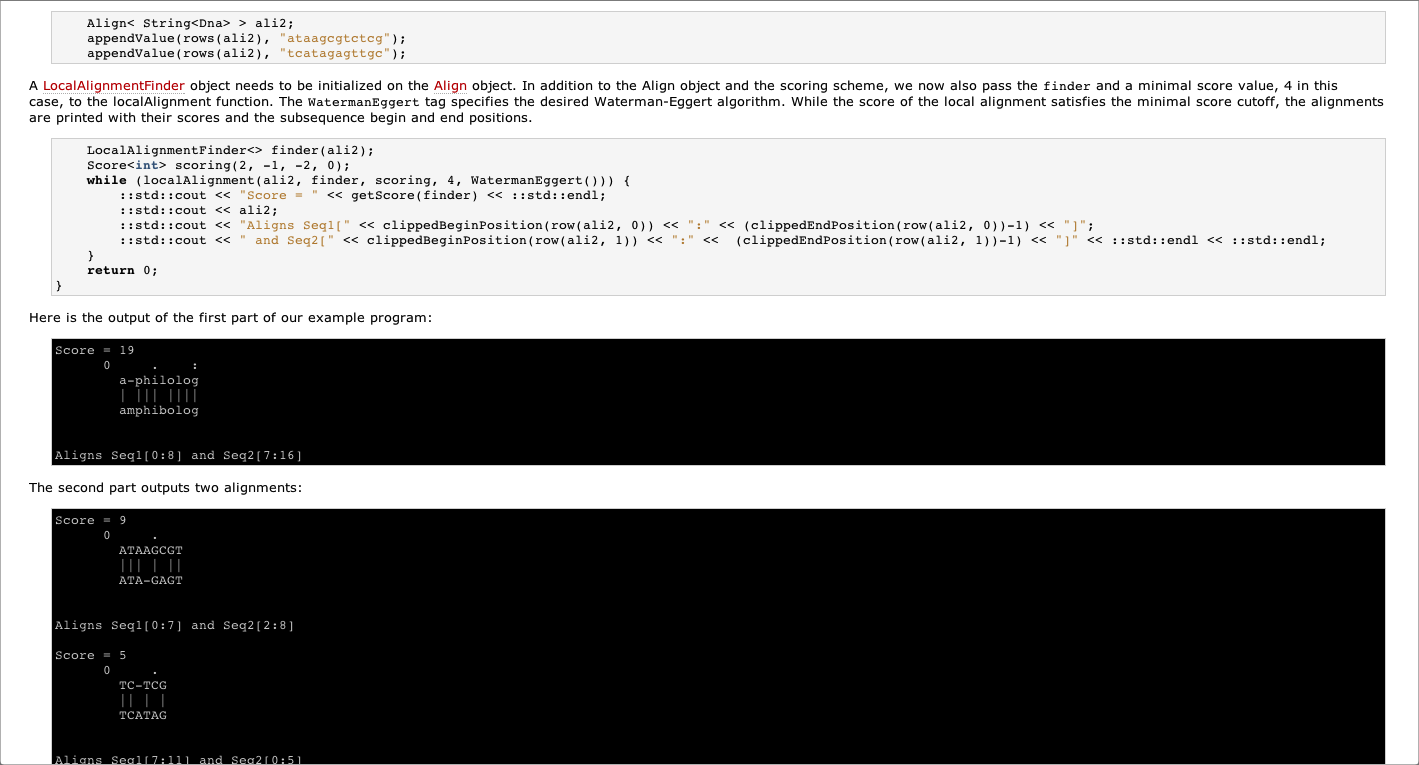 Align< String<Dna> > ali2;
appendValue(rows(ali2), "ataagcgtctcg");
appendValue(rows(ali2), "tcatagagttgc");
A LocalAlignmentFinder object needs to be initialized on the Align object. In addition to the Align object and the scoring scheme, we now also pass the finder and a minimal score value, 4 in this
case, to the localAlignment function. The WatermanEggert tag specifies the desired Waterman-Eggert algorithm. While the score of the local alignment satisfies the minimal score cutoff, the alignments
are printed with their scores and the subsequence begin and end positions.
LocalAlignmentFinder<> finder(ali2);
Score<int> scoring(2, -1, -2, 0);
while (localAlignment(ali2, finder, scoring, 4, WatermanEggert())) {
::std::cout << "Score = " << getScore(finder) << ::std::endl;
::std::cout << ali2;
::std::cout << "Aligns Seq1[" << clippedBeginPosition(row(ali2, 0)) << ":" << (clippedEndPosition(row(ali2, 0))-1) << "]";
::std::cout << " and Seq2[" << clippedBeginPosition(row(ali2, 1)) << ":" <<  (clippedEndPosition(row(ali2, 1))-1) << "]" << ::std::endl << ::std::endl;
}
return 0;
}
Here is the output of the first part of our example program:
Score = 19
0     .    :
a-philolog
| ||| ||||
amphibolog
Aligns Seq1[0:8] and Seq2[7:16]
The second part outputs two alignments:
Score = 9
0     .
ATAAGCGT
||| | ||
ATA-GAGT
Aligns Seq1[0:7] and Seq2[2:8]
Score = 5
0     .
TC-TCG
|| | |
TCATAG
Aligns Seq1[7:11] and Seq2[0:5]